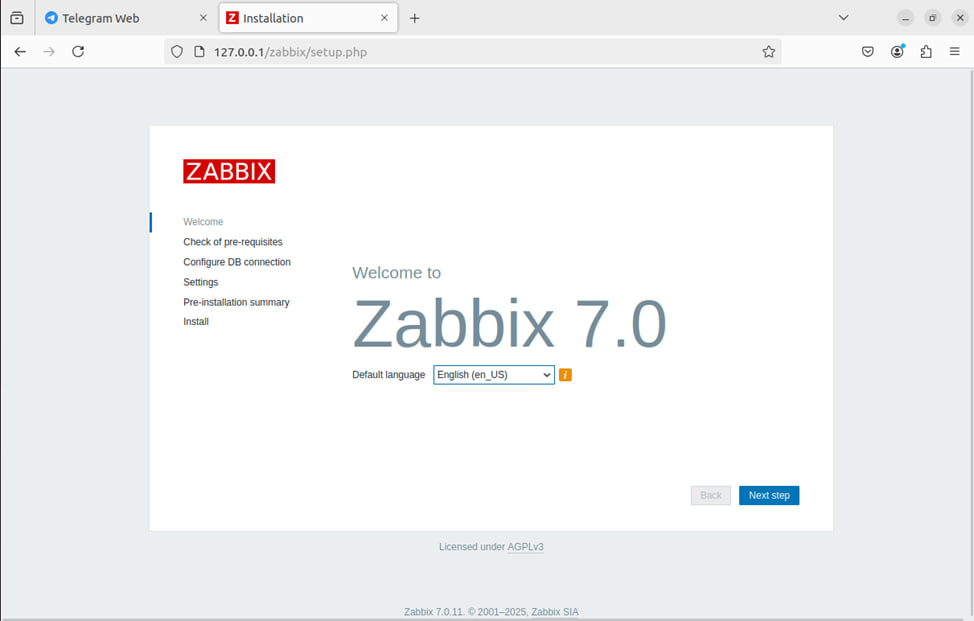 Telegram Web
Z Installation
127.0.0.1/zabbix/setup.php
ZABBIX
Welcome
Check of pre-requisites
Configure DB connection
Settings
Pre-installation summary
Install
Welcome to
Zabbix 7.0
Default language English (en_US) i
Back Next step
Licensed under AGPLv3
Zabbix 7.0.11. © 2001–2025, Zabbix SIA